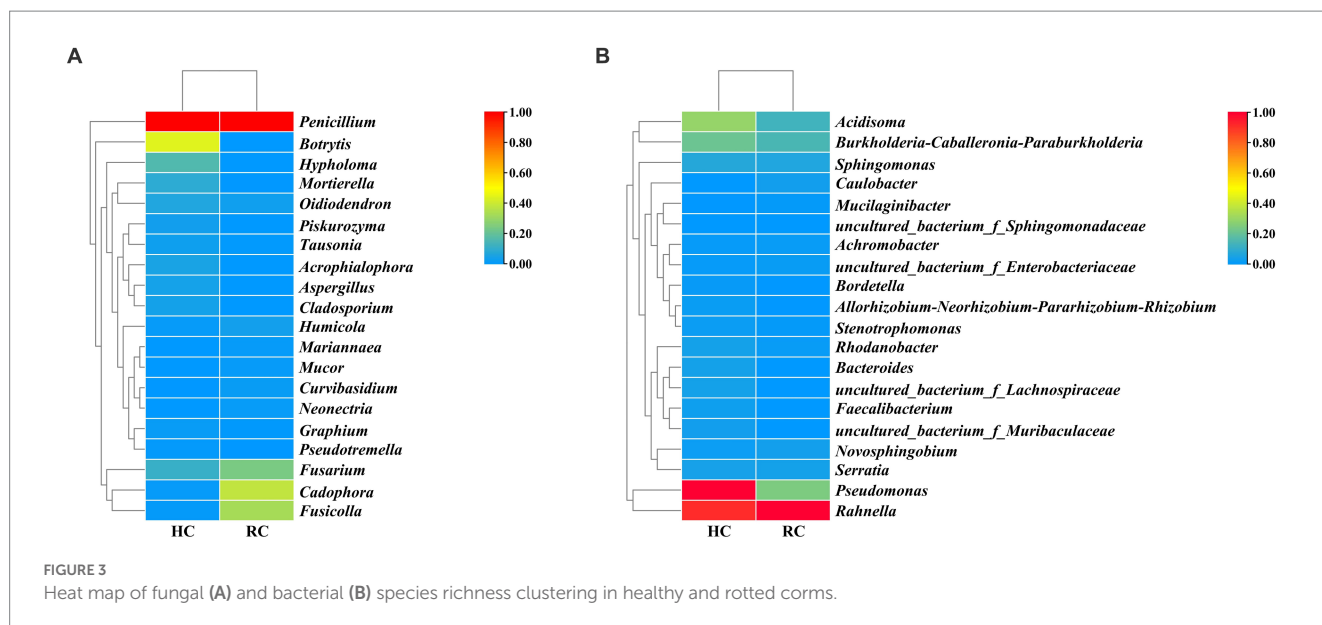 A
Penicillium
Botrytis
Hypholoma
Mortierella
Oidiodendron
Piskurozyma
Tausonia
Acrophialophora
Aspergillus
Cladosporium
Humicola
Mariannaea
Mucor
Curvibasidium
Neonectria
Graphium
Pseudotremella
Fusarium
Cadophora
Fusicolla
HC RC
1.00
0.80
0.60
0.40
0.20
0.00
B
Acidisoma
Burkholderia-Caballeronia-Paraburkholderia
Sphingomonas
Caulobacter
Mucilaginibacter
uncultured_bacterium_f_Sphingomonadaceae
Achromobacter
uncultured_bacterium_f_Enterobacteriaceae
Bordetella
Allorhizobium-Neorhizobium-Pararhizobium-Rhizobium
Stenotrophomonas
Rhodanobacter
Bacteroides
uncultured_bacterium_f_Lachnospiraceae
Faecalibacterium
uncultured_bacterium_f_Muribaculaceae
Novosphingobium
Serratia
Pseudomonas
Rahnella
HC RC
1.00
0.80
0.60
0.40
0.20
0.00
FIGURE 3
Heat map of fungal (A) and bacterial (B) species richness clustering in healthy and rotted corms.